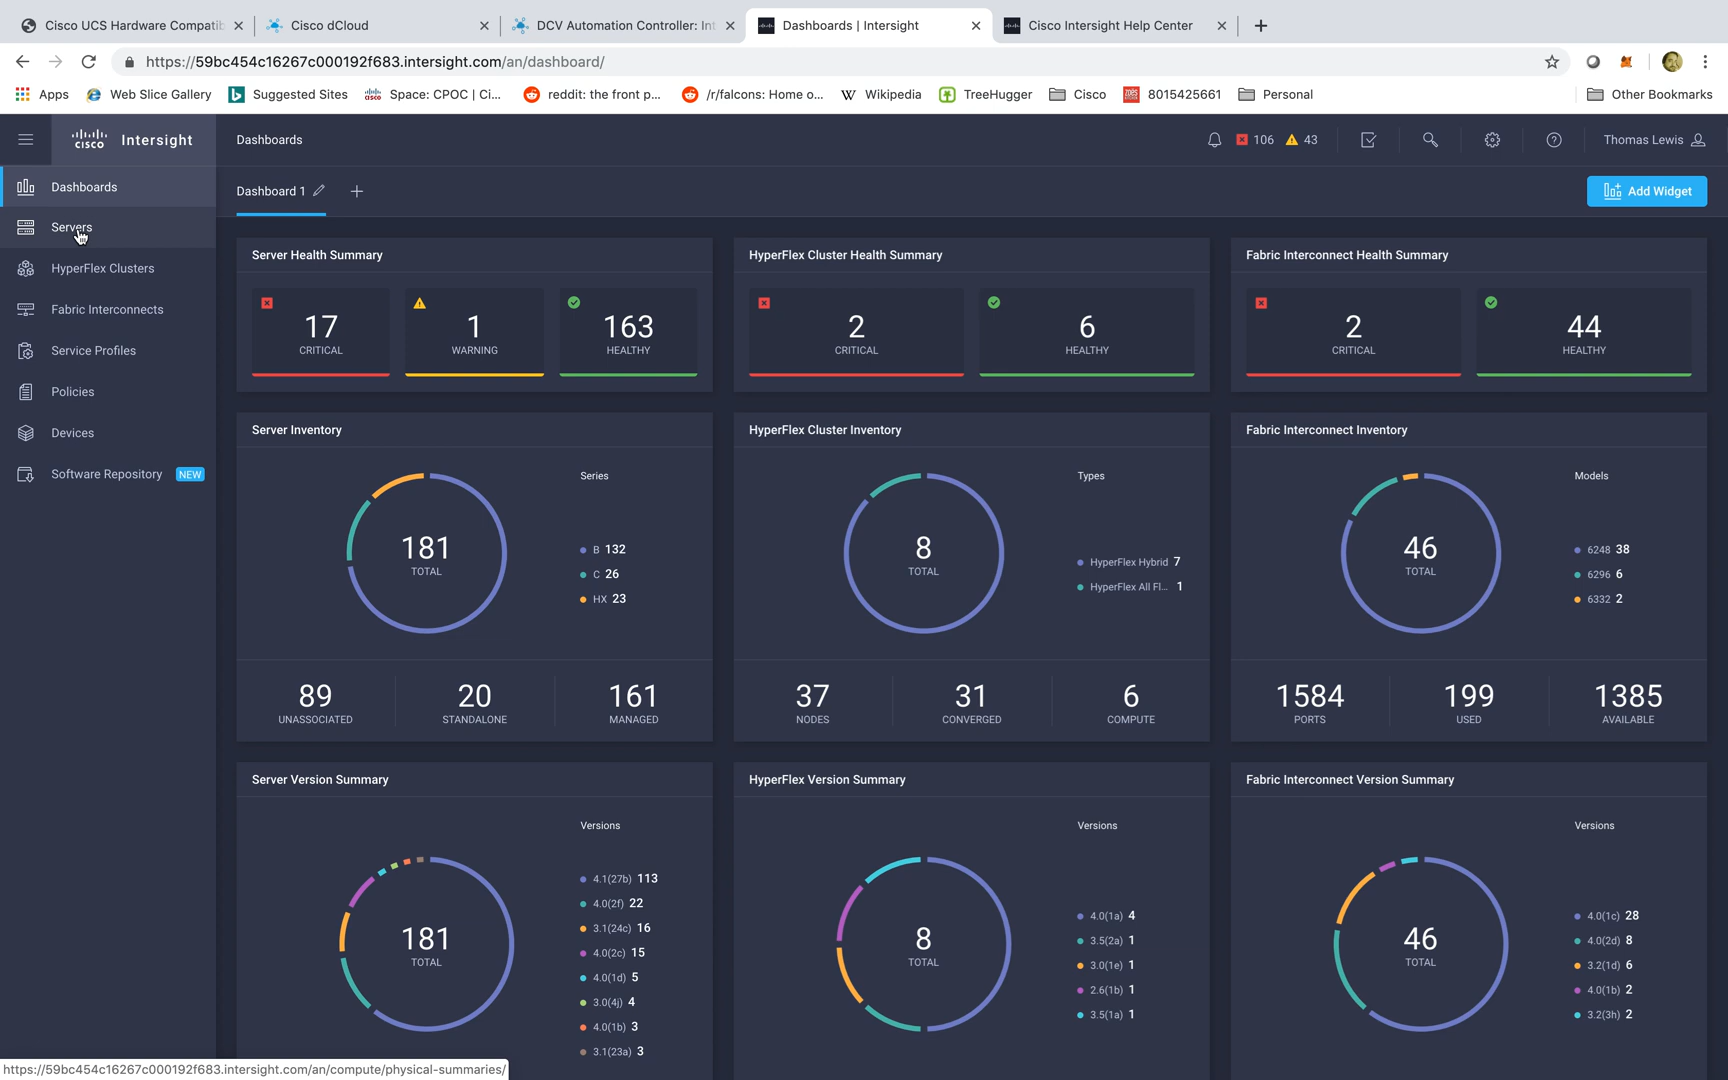 Cisco UCS Hardware Compatib
Cisco dCloud
DCV Automation Controller: Int
Dashboards | Intersight
Cisco Intersight Help Center
https://59bc454c16267c000192f683.intersight.com/an/dashboard/
Apps
Web Slice Gallery
Suggested Sites
Space: CPOC | Ci...
reddit: the front p...
/r/falcons: Home o...
Wikipedia
TreeHugger
Cisco
8015425661
Personal
Other Bookmarks
cisco Intersight
Dashboards
106
43
Thomas Lewis
Dashboards
Servers
HyperFlex Clusters
Fabric Interconnects
Service Profiles
Policies
Devices
Software Repository NEW
Dashboard 1
Add Widget
Server Health Summary
17
CRITICAL
1
WARNING
163
HEALTHY
HyperFlex Cluster Health Summary
2
CRITICAL
6
HEALTHY
Fabric Interconnect Health Summary
2
CRITICAL
44
HEALTHY
Server Inventory
181
TOTAL
Series
B 132
C 26
HX 23
89
UNASSOCIATED
20
STANDALONE
161
MANAGED
HyperFlex Cluster Inventory
8
TOTAL
Types
HyperFlex Hybrid 7
HyperFlex All Fl... 1
37
NODES
31
CONVERGED
6
COMPUTE
Fabric Interconnect Inventory
46
TOTAL
Models
6248 38
6296 6
6332 2
1584
PORTS
199
USED
1385
AVAILABLE
Server Version Summary
181
TOTAL
Versions
4.1(27b) 113
4.0(2f) 22
3.1(24c) 16
4.0(2c) 15
4.0(1d) 5
3.0(4j) 4
4.0(1b) 3
3.1(23a) 3
HyperFlex Version Summary
8
TOTAL
Versions
4.0(1a) 4
3.5(2a) 1
3.0(1e) 1
2.6(1b) 1
3.5(1a) 1
Fabric Interconnect Version Summary
46
TOTAL
Versions
4.0(1c) 28
4.0(2d) 8
3.2(1d) 6
4.0(1b) 2
3.2(3h) 2
https://59bc454c16267c000192f683.intersight.com/an/compute/physical-summaries/